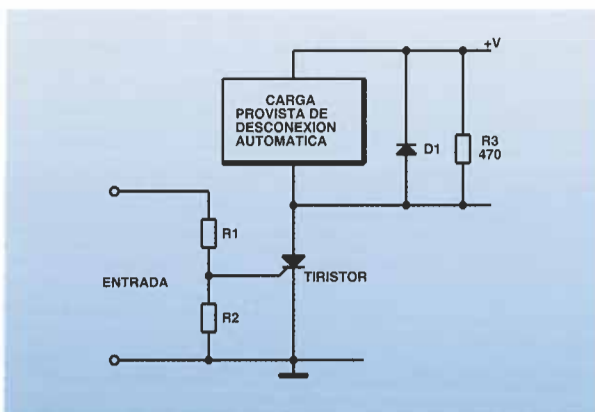 +V
CARGA
PROVISTA DE
DESCONEXION
AUTOMATICA
D1
R3
470
R1
ENTRADA
TIRISTOR
R2